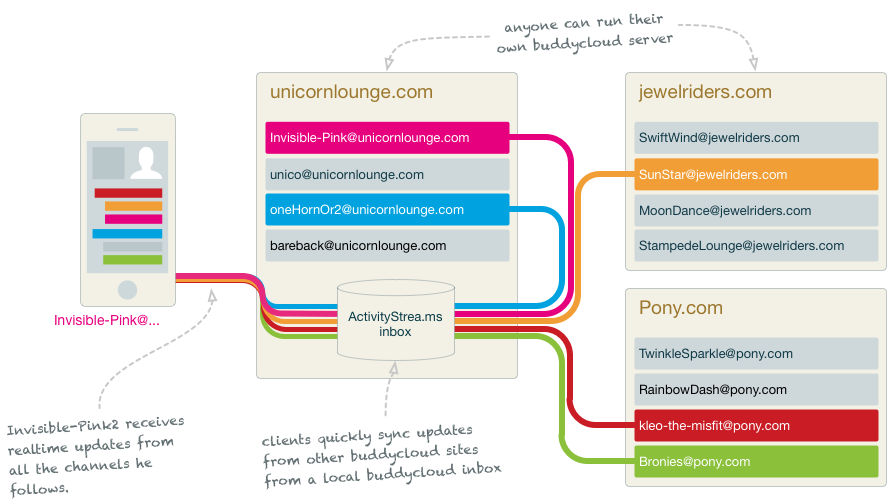 anyone can run their
own buddycloud server
unicornlounge.com
Invisible-Pink@unicornlounge.com
unico@unicornlounge.com
oneHornOr2@unicornlounge.com
bareback@unicornlounge.com
ActivityStrea.ms
inbox
jewelriders.com
SwiftWind@jewelriders.com
SunStar@jewelriders.com
MoonDance@jewelriders.com
StampedeLounge@jewelriders.com
Pony.com
TwinkleSparkle@pony.com
RainbowDash@pony.com
kleo-the-misfit@pony.com
Bronies@pony.com
Invisible-Pink@...
Invisible-Pink2 receives
realtime updates from
all the channels he
follows.
clients quickly sync updates
from other buddycloud sites
from a local buddycloud inbox